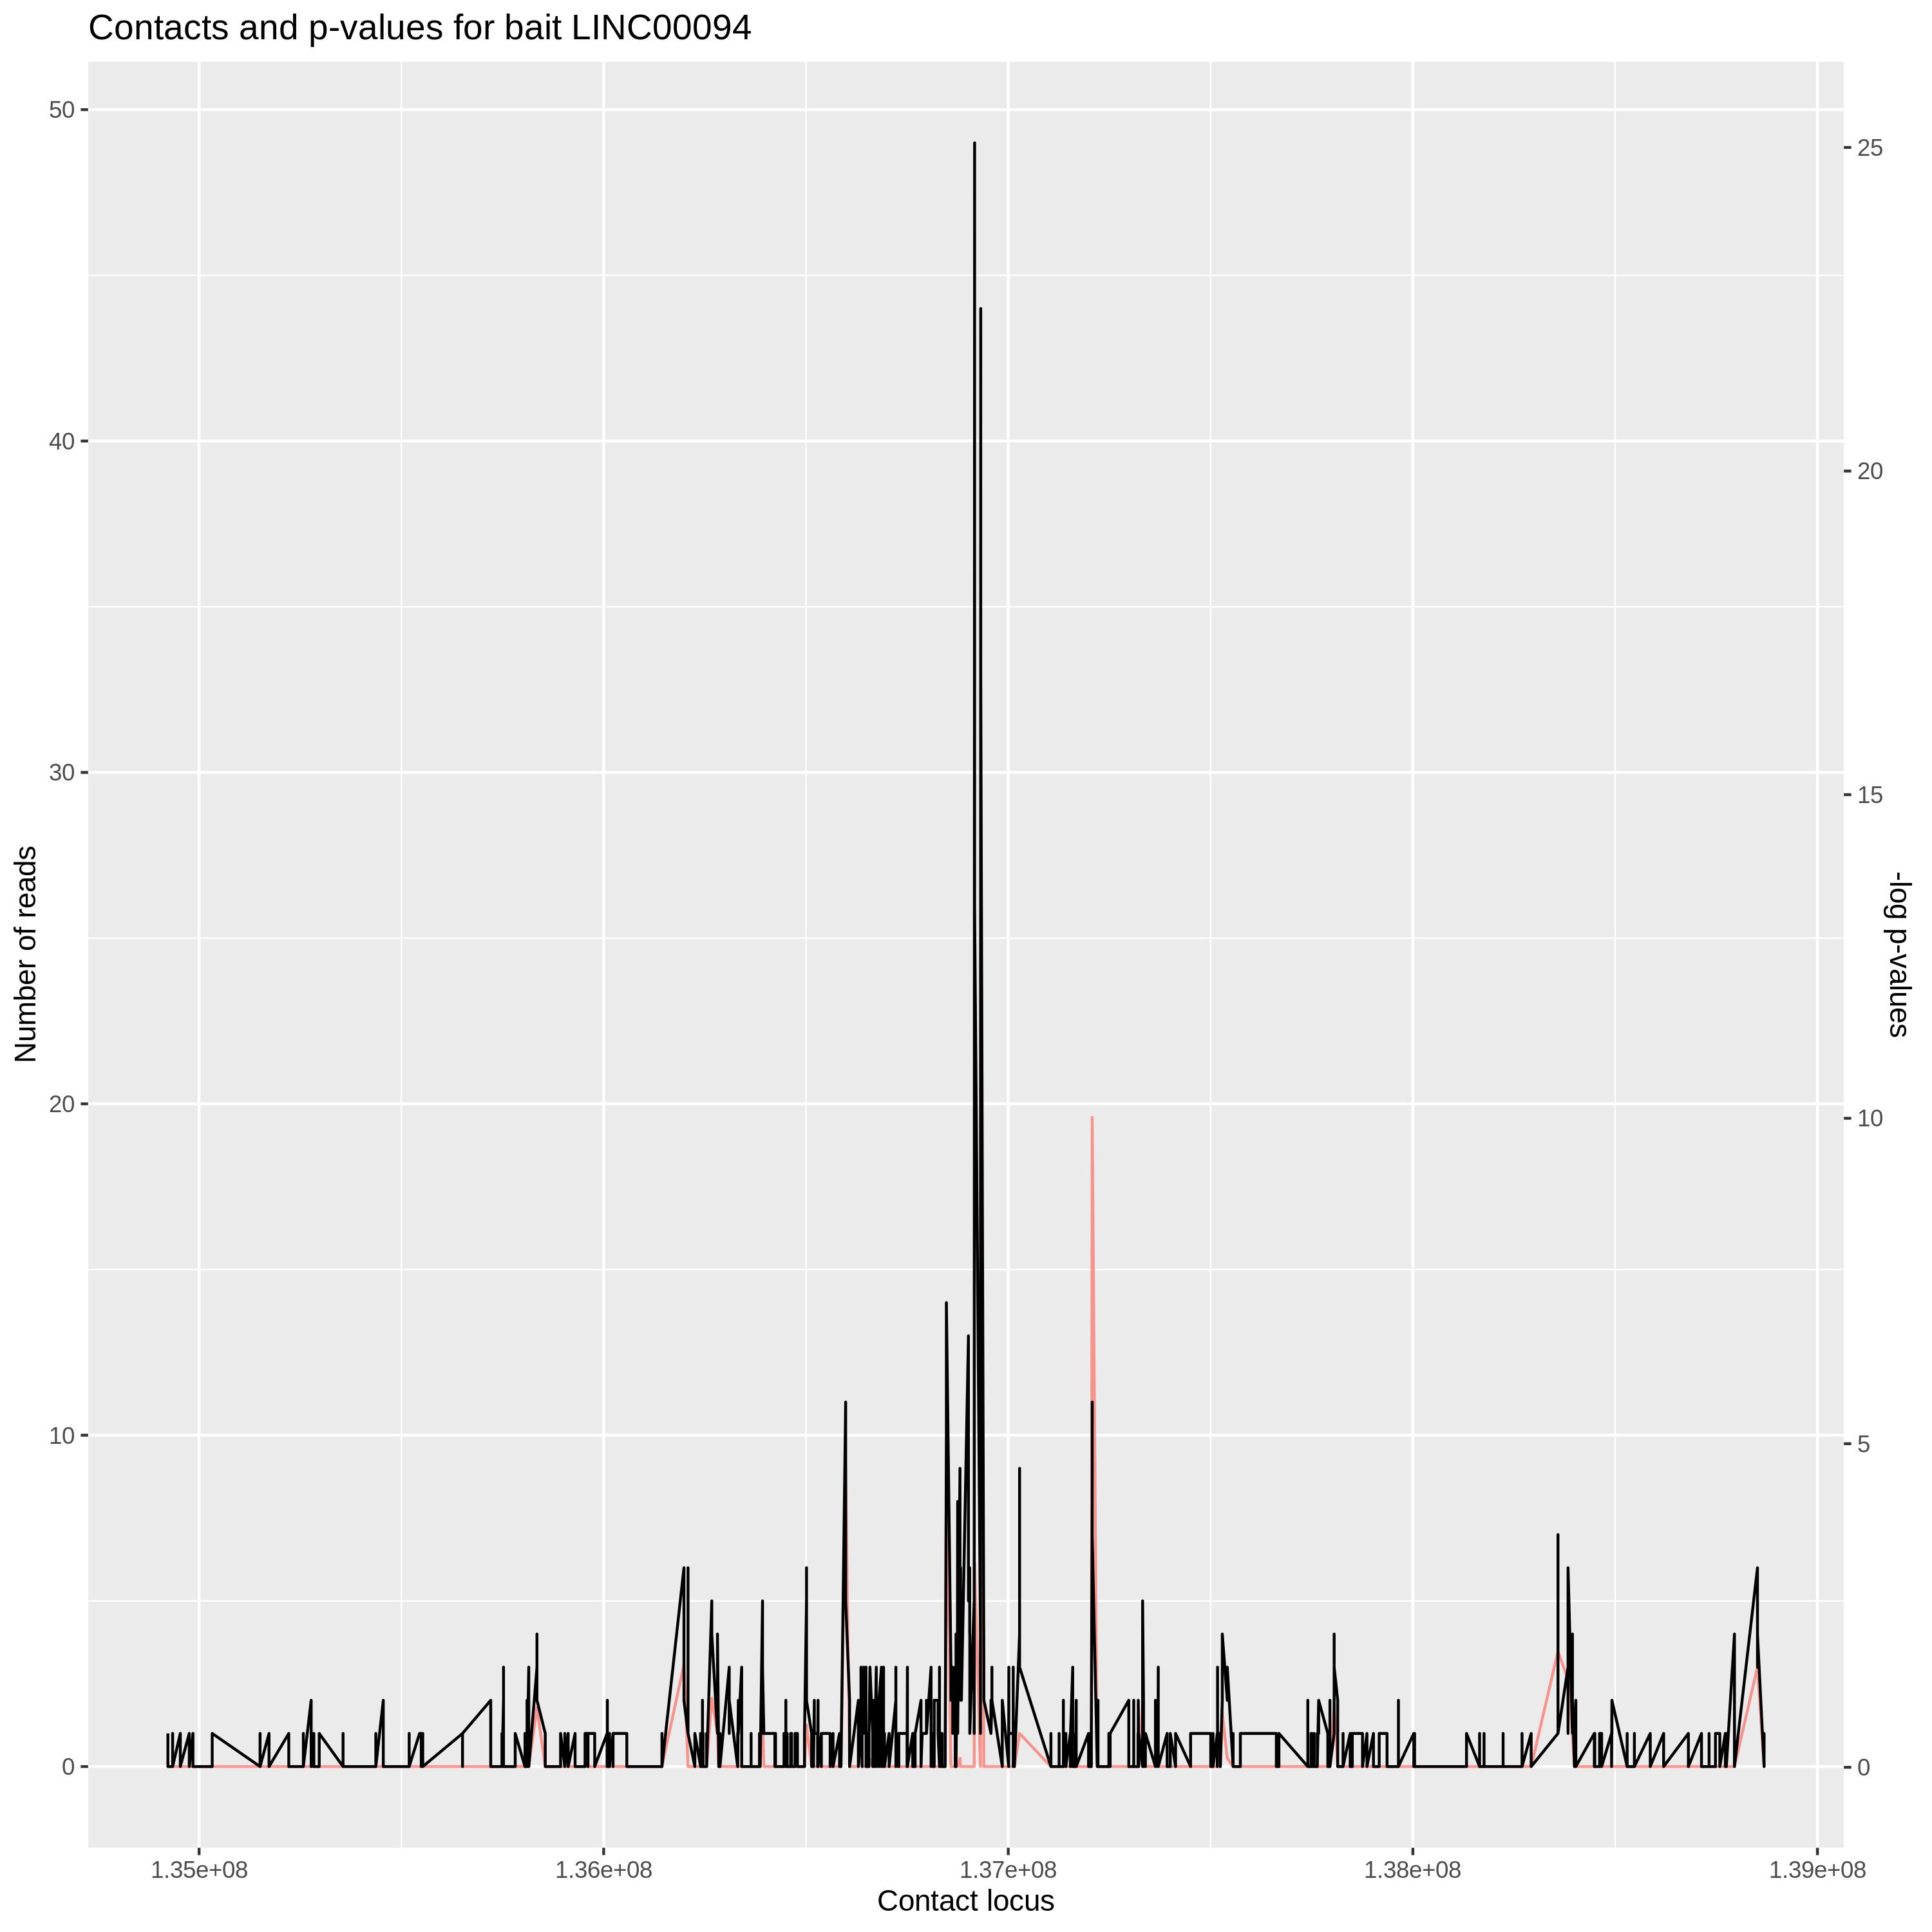 Contacts and p-values for bait LINC00094
50
40
30
20
10
0
Number of reads
25
20
15
10
5
0
-log p-values
1.35e+08
1.36e+08
1.37e+08
1.38e+08
1.39e+08
Contact locus